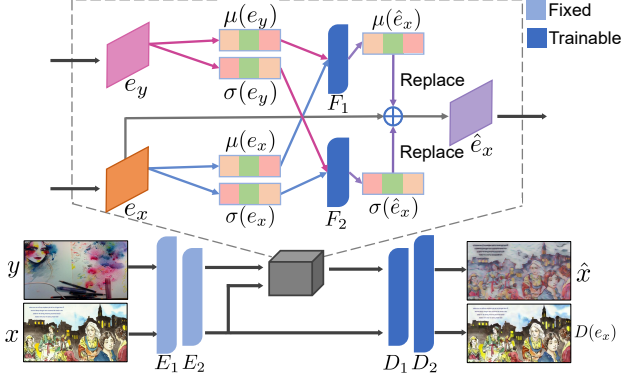 μ(e_y)
μ(ê_x)
Fixed
Trainable
e_y
σ(e_y)
F_1
Replace
μ(e_x)
ê_x
Replace
e_x
σ(e_x)
F_2
σ(ê_x)
y
x̂
x
D(e_x)
E_1 E_2
D_1 D_2